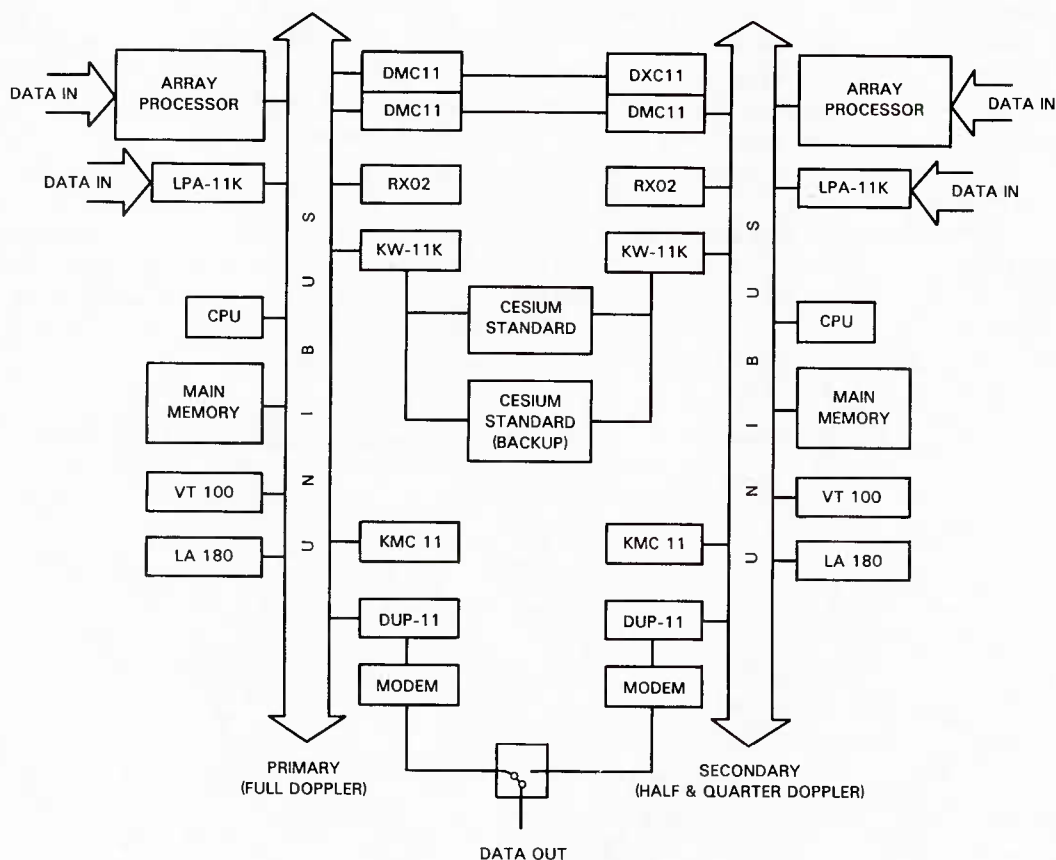 DATA IN
ARRAY
PROCESSOR
DATA IN
LPA-11K
CPU
MAIN
MEMORY
VT 100
LA 180
UNIBUS
DMC11
DMC11
RX02
KW-11K
KMC 11
DUP-11
MODEM
CESIUM
STANDARD
CESIUM
STANDARD
(BACKUP)
DXC11
DMC11
RX02
KW-11K
KMC 11
DUP-11
MODEM
UNIBUS
ARRAY
PROCESSOR
DATA IN
LPA-11K
DATA IN
CPU
MAIN
MEMORY
VT 100
LA 180
PRIMARY
(FULL DOPPLER)
SECONDARY
(HALF & QUARTER DOPPLER)
DATA OUT